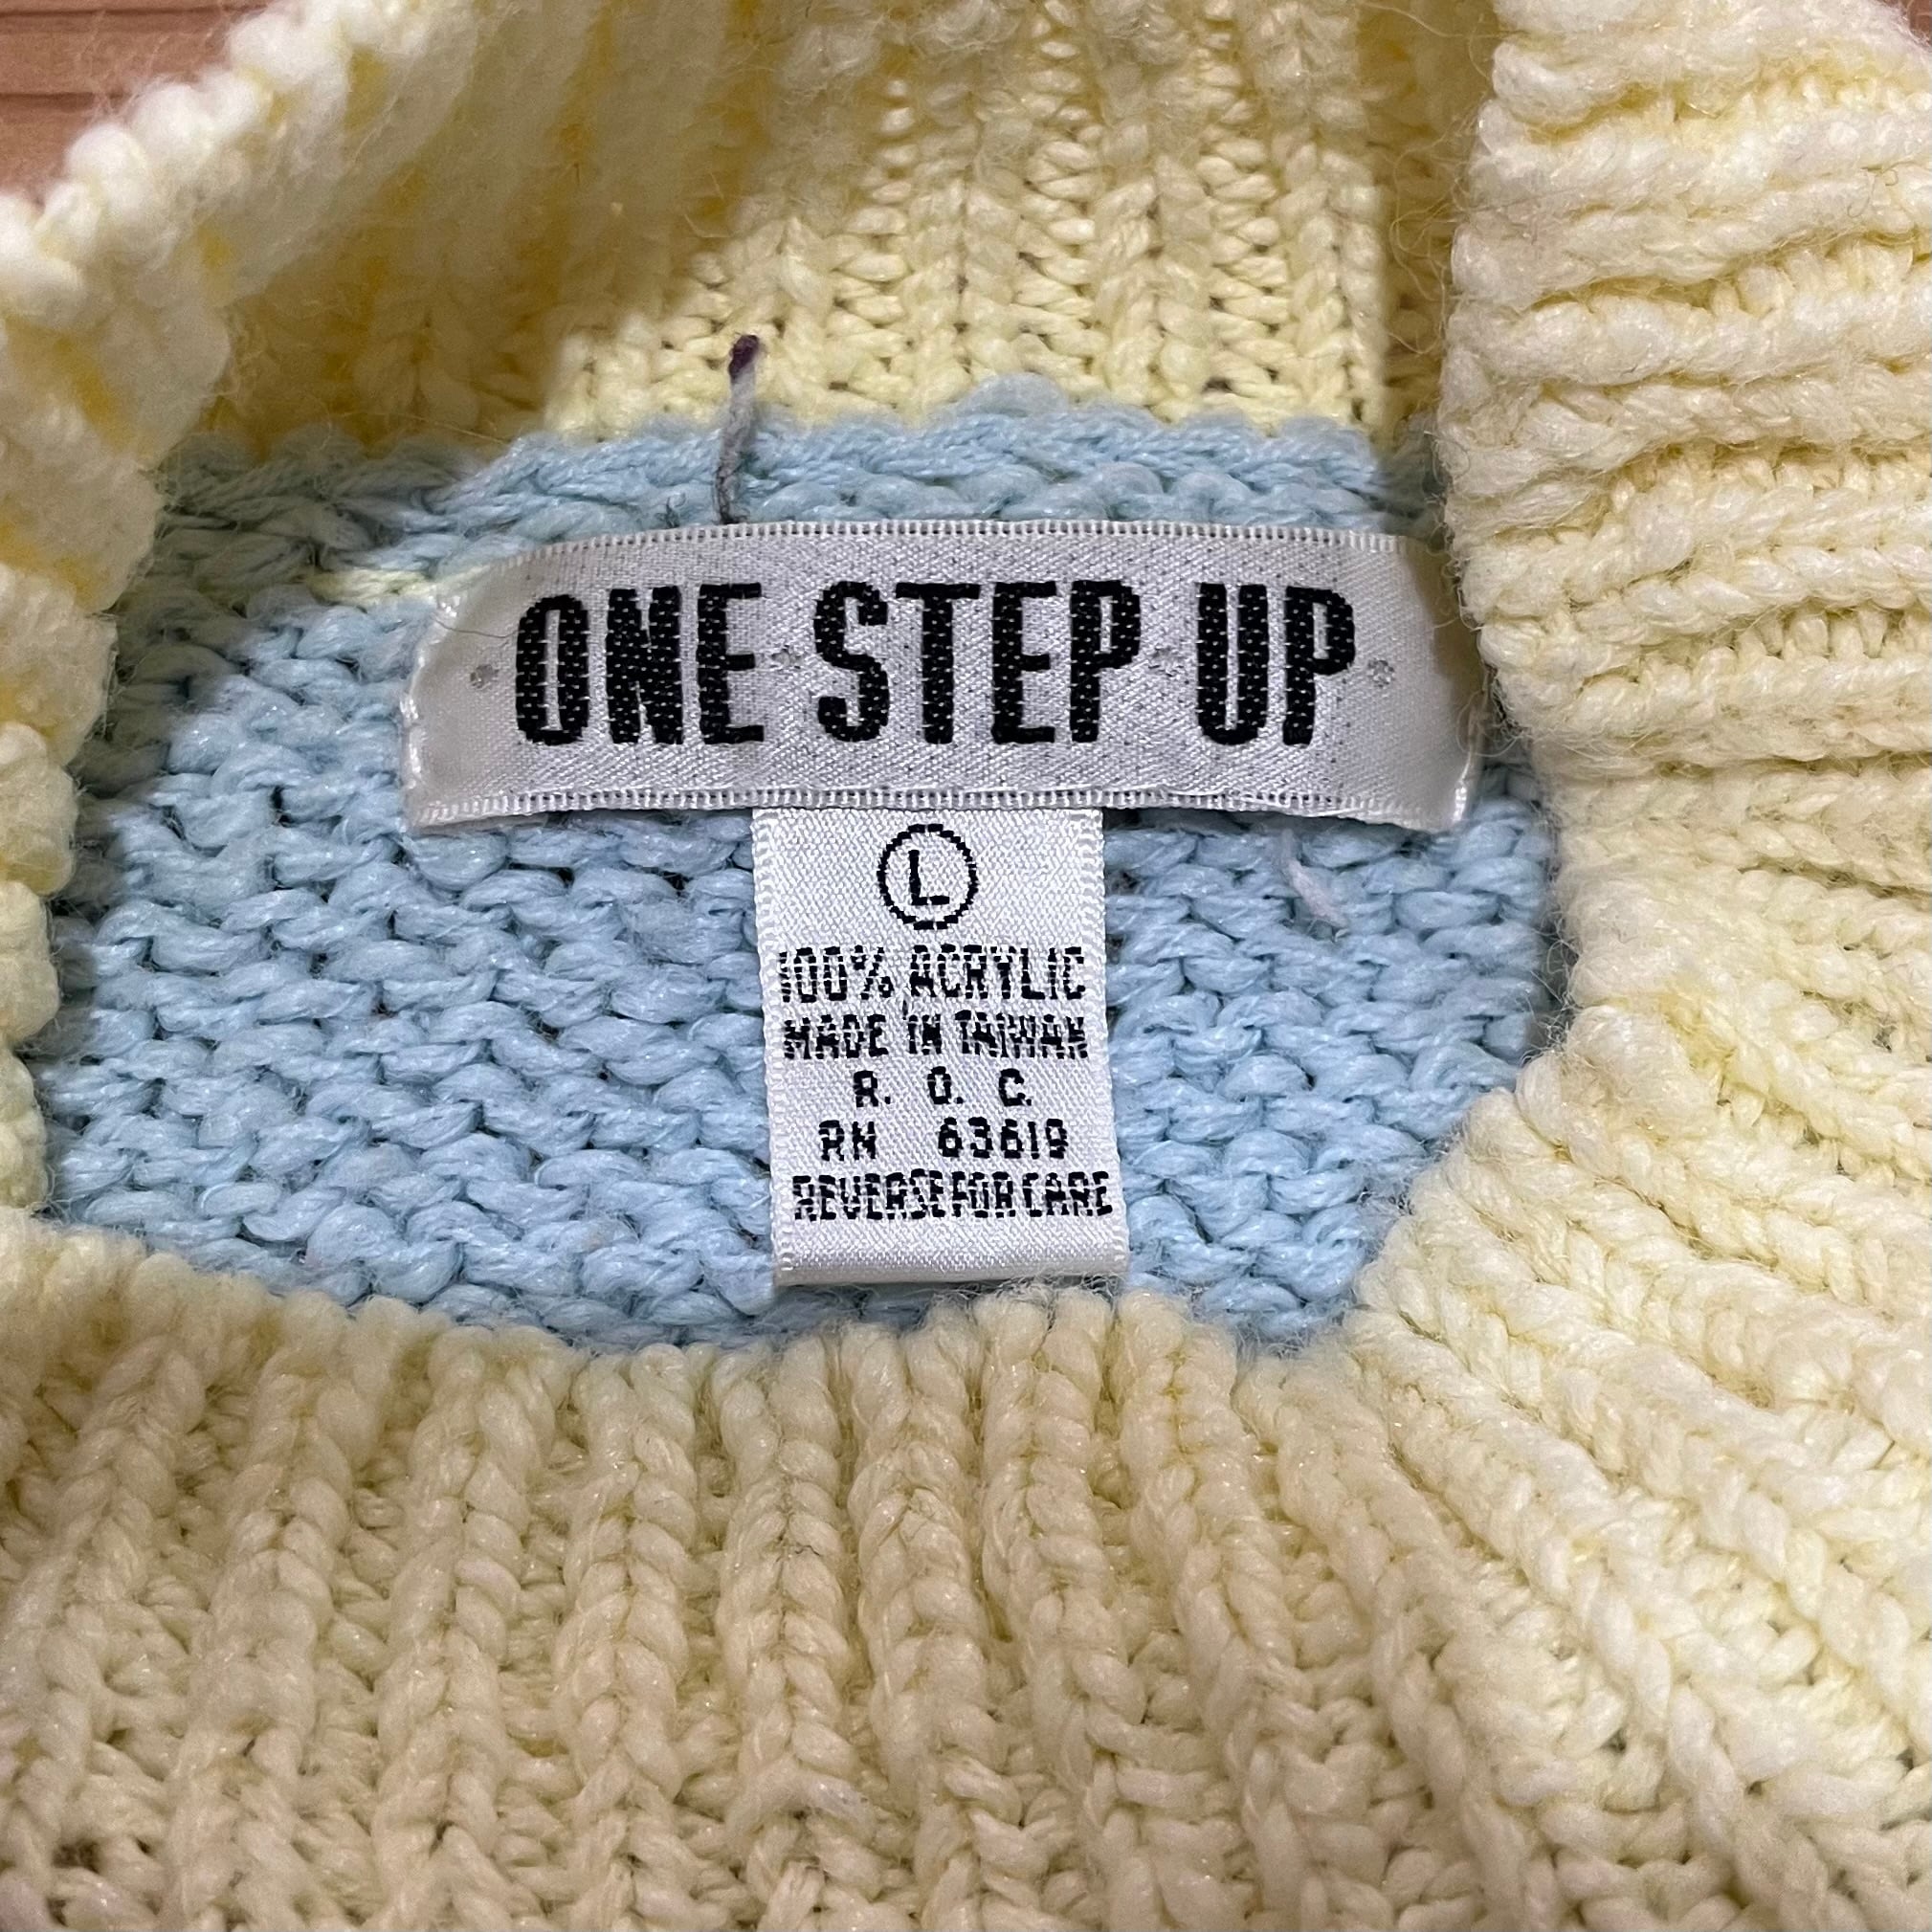 ONE STEP UP
L
100% ACRYLIC
MADE IN TAIWAN
R. O. C.
RN 63619
REVERSE FOR CARE